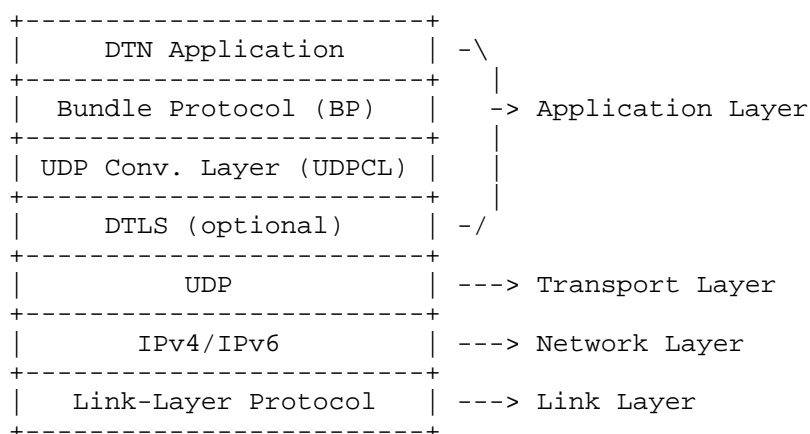 +-------------------------+
|     DTN Application     | -\
+-------------------------+   |
|  Bundle Protocol (BP)   |   -> Application Layer
+-------------------------+   |
| UDP Conv. Layer (UDPCL) |   |
+-------------------------+   |
|     DTLS (optional)     | -/
+-------------------------+
|          UDP            | ---> Transport Layer
+-------------------------+
|       IPv4/IPv6         | ---> Network Layer
+-------------------------+
|   Link-Layer Protocol   | ---> Link Layer
+-------------------------+